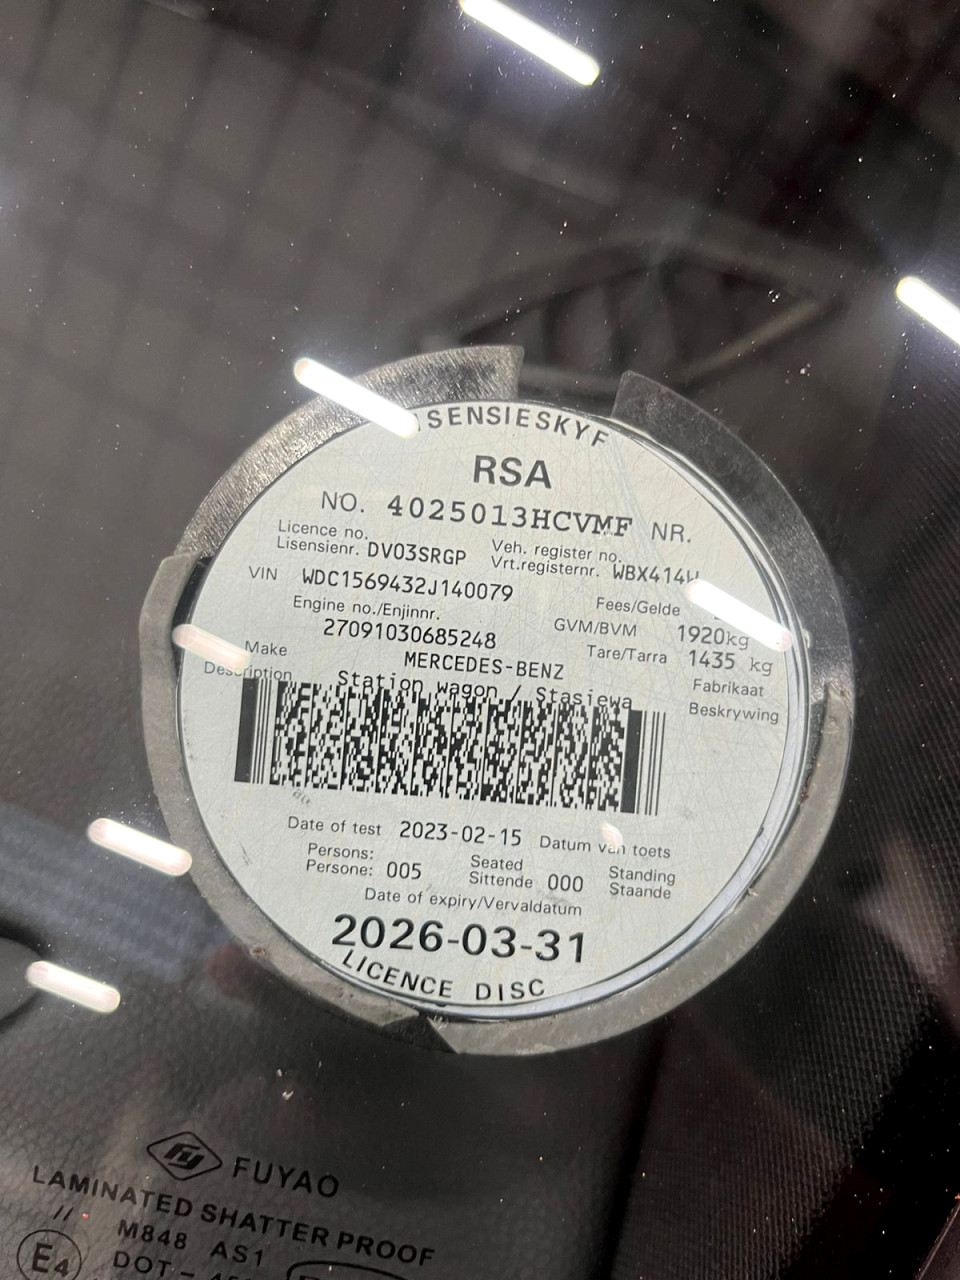 SENSIESKYF
RSA
NO. 4025013HCVMF NR.
Licence no.
Lisensienr. DV03SRGP
Veh. register no.
Vrt.registernr.
VIN WDC1569432J140079
Fees/Gelde
Engine no./Enjinnr.
27091030685248
GVM/BVM 1920kg
Tare/Tarra 1435 kg
Make MERCEDES-BENZ Fabrikaat
Description Station wagon / Stasiewa Beskrywing
Date of test 2023-02-15 Datum van toets
Persons:
Persone: 005
Seated
Sittende 000
Standing
Staande
Date of expiry/Vervaldatum
2026-03-31
LICENCE DISC
FUYAO
LAMINATED SHATTER PROOF
//
M848 AS1
E4
DOT -